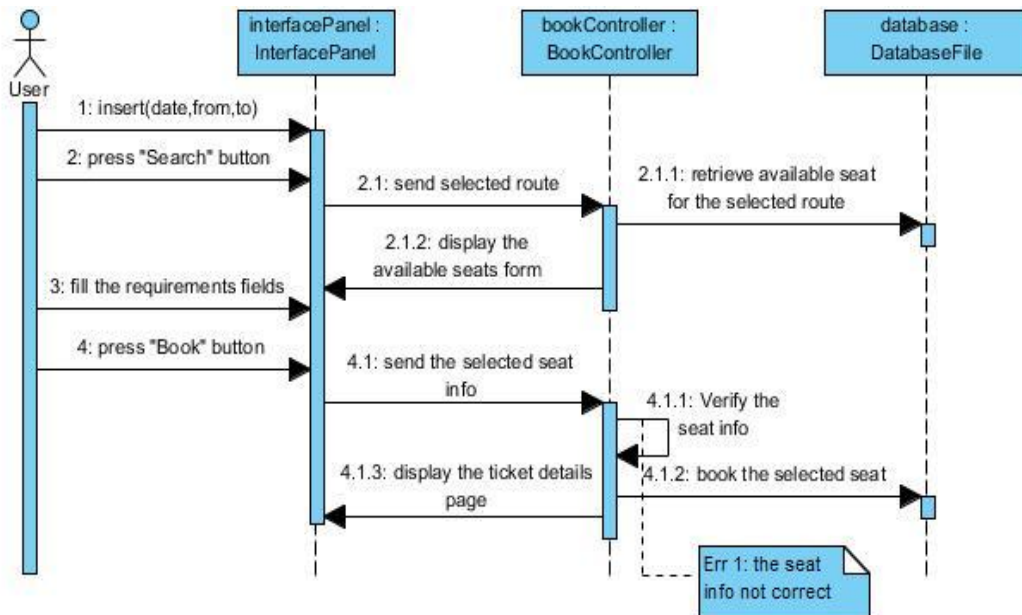 interfacePanel :
InterfacePanel
bookController :
BookController
database :
DatabaseFile
User
1: insert(date,from,to)
2: press "Search" button
2.1: send selected route
2.1.1: retrieve available seat
for the selected route
2.1.2: display the
available seats form
3: fill the requirements fields
4: press "Book" button
4.1: send the selected seat
info
4.1.1: Verify the
seat info
4.1.2: book the selected seat
4.1.3: display the ticket details
page
Err 1: the seat
info not correct